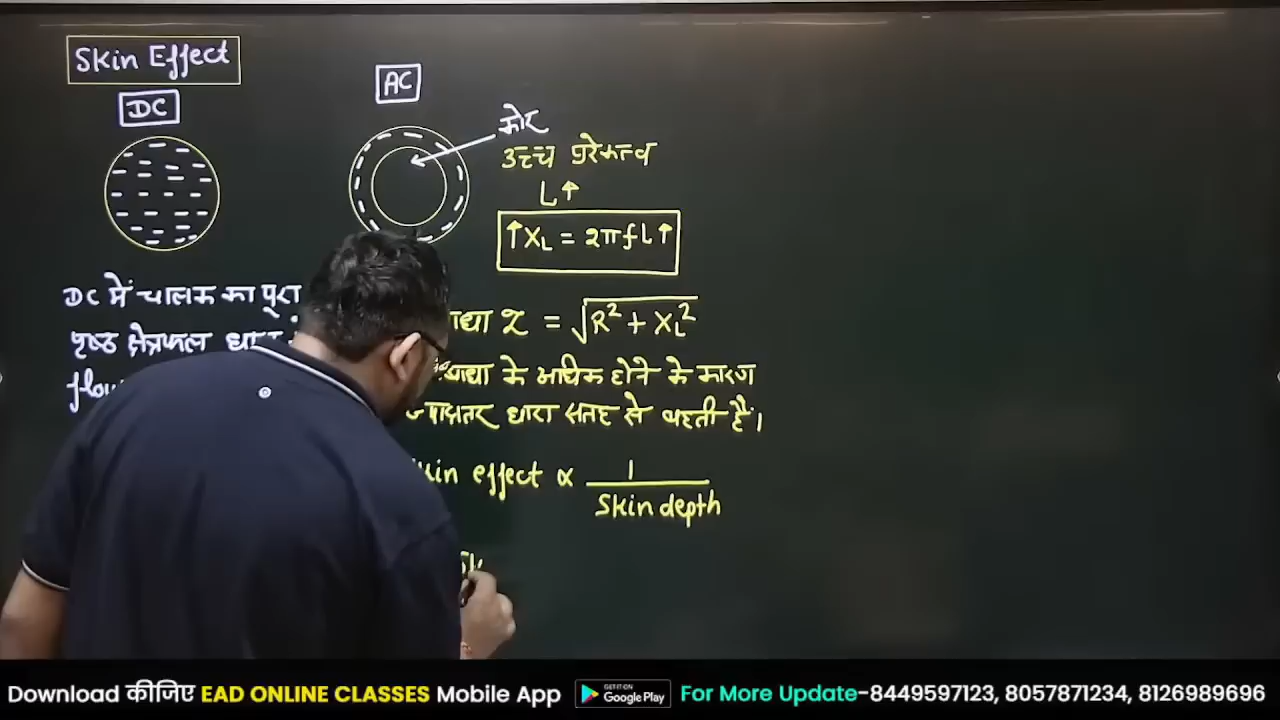 Skin Effect
DC
AC
कोर
उच्च प्रेरकत्व
L↑
↑XL = 2πfL↑
DC में चालक का पूरा
पृष्ठ क्षेत्रफल धारा
flow
Z = √R² + XL²
के अधिक होने के कारण
धारा सतह से बहती है।
effect ∝ 1
Skin depth
Download कीजिए EAD ONLINE CLASSES Mobile App
GET IT ON
Google Play
For More Update-8449597123, 8057871234, 8126989696